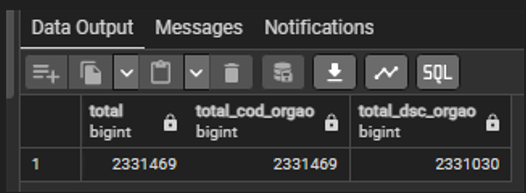 Data Output Messages Notifications
SQL
total total_cod_orgao total_dsc_orgao
bigint bigint bigint
1 2331469 2331469 2331030